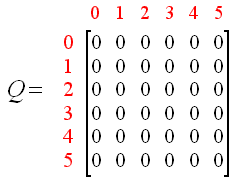 0 1 2 3 4 5
0 0 0 0 0 0 0
1 0 0 0 0 0 0
Q = 2 0 0 0 0 0 0
3 0 0 0 0 0 0
4 0 0 0 0 0 0
5 0 0 0 0 0 0